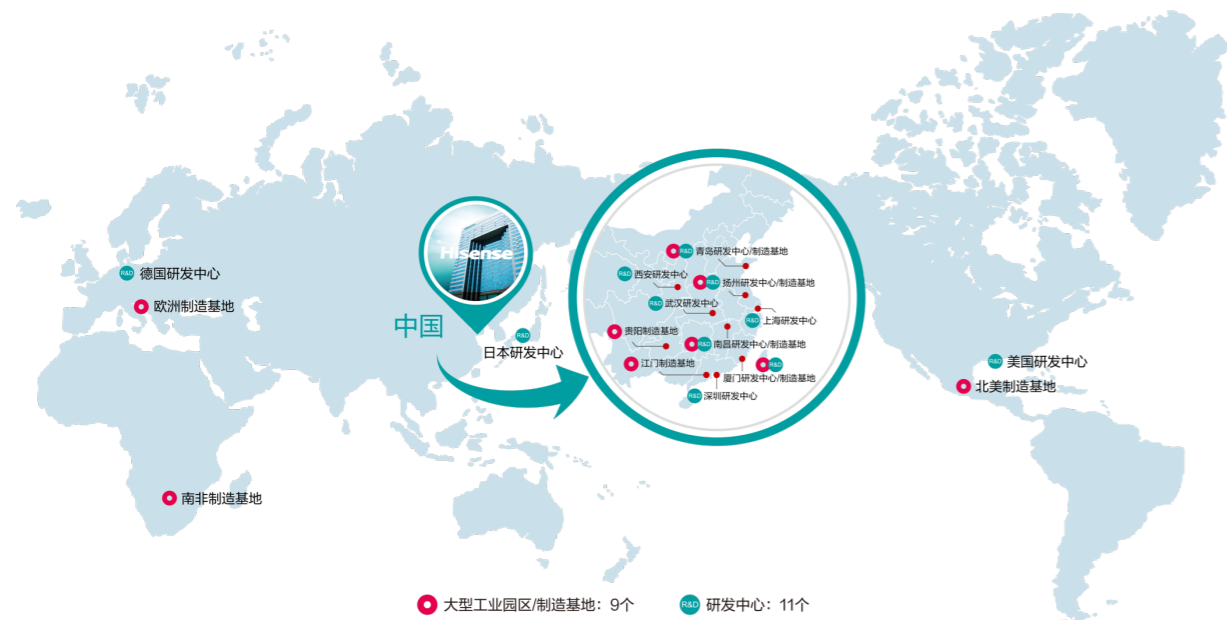 Hisense
中国
R&D 德国研发中心
欧洲制造基地
南非制造基地
R&D
日本研发中心
R&D 青岛研发中心/制造基地
R&D 西安研发中心
R&D 扬州研发中心/制造基地
R&D 武汉研发中心
R&D 上海研发中心
贵阳制造基地
R&D 南昌研发中心/制造基地
江门制造基地
R&D
厦门研发中心/制造基地
R&D 深圳研发中心
R&D 美国研发中心
北美制造基地
大型工业园区/制造基地：9个
R&D 研发中心：11个